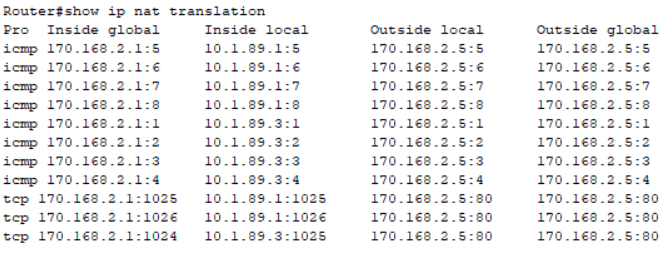 Router#show ip nat translation
Pro  Inside global     Inside local       Outside local      Outside global
icmp 170.168.2.1:5     10.1.89.1:5        170.168.2.5:5      170.168.2.5:5
icmp 170.168.2.1:6     10.1.89.1:6        170.168.2.5:6      170.168.2.5:6
icmp 170.168.2.1:7     10.1.89.1:7        170.168.2.5:7      170.168.2.5:7
icmp 170.168.2.1:8     10.1.89.1:8        170.168.2.5:8      170.168.2.5:8
icmp 170.168.2.1:1     10.1.89.3:1        170.168.2.5:1      170.168.2.5:1
icmp 170.168.2.1:2     10.1.89.3:2        170.168.2.5:2      170.168.2.5:2
icmp 170.168.2.1:3     10.1.89.3:3        170.168.2.5:3      170.168.2.5:3
icmp 170.168.2.1:4     10.1.89.3:4        170.168.2.5:4      170.168.2.5:4
tcp 170.168.2.1:1025   10.1.89.1:1025     170.168.2.5:80     170.168.2.5:80
tcp 170.168.2.1:1026   10.1.89.1:1026     170.168.2.5:80     170.168.2.5:80
tcp 170.168.2.1:1024   10.1.89.3:1025     170.168.2.5:80     170.168.2.5:80